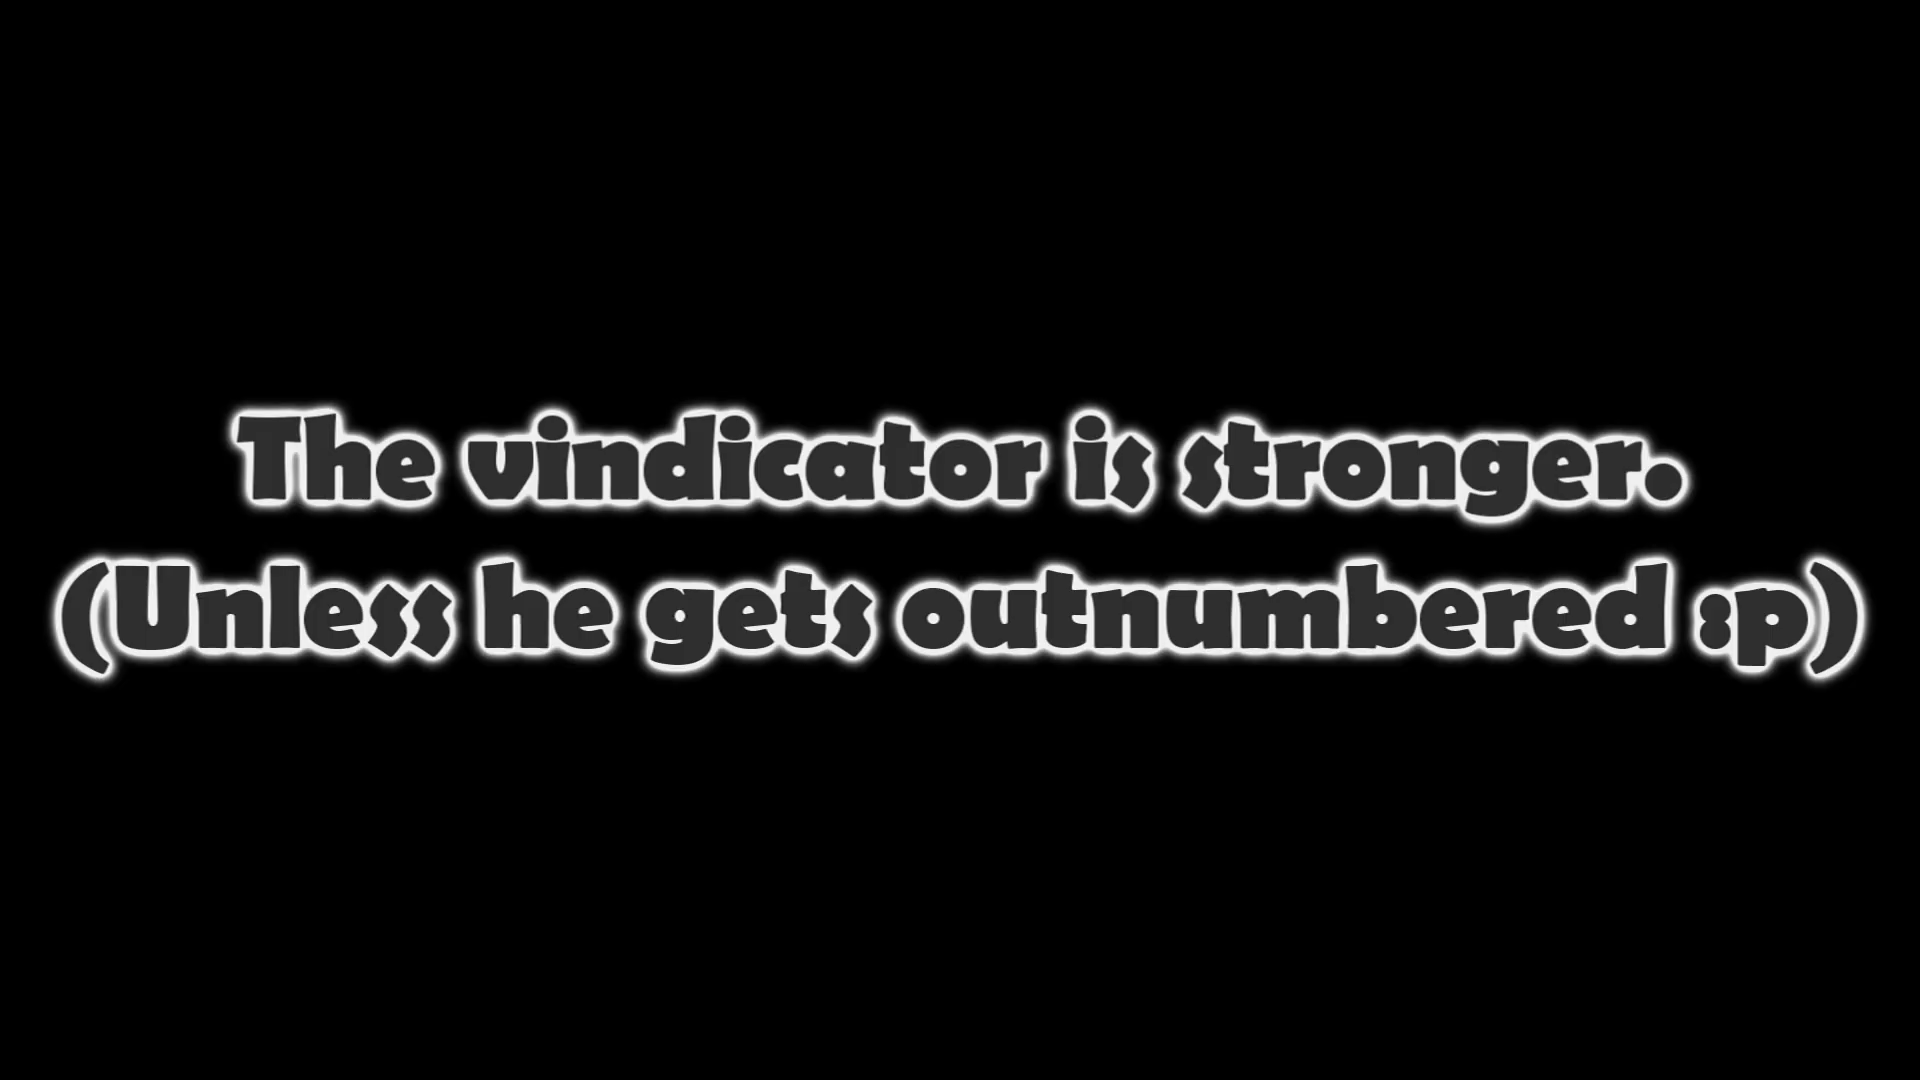 The vindicator is stronger.
(Unless he gets outnumbered :p)